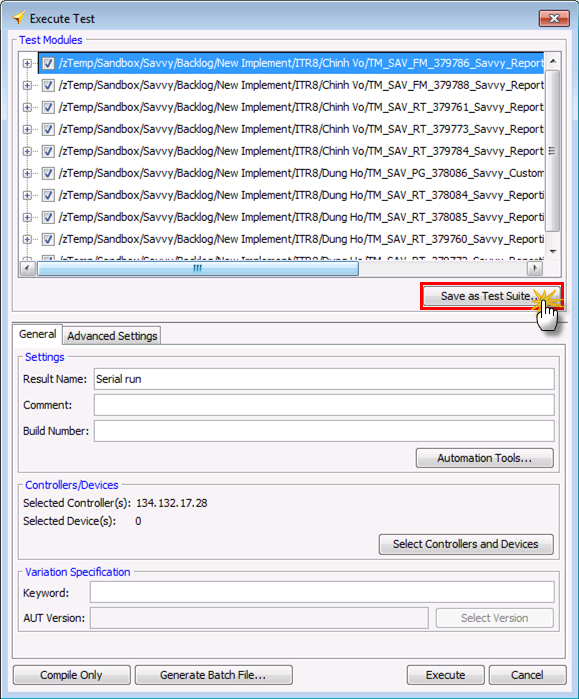 Execute Test
Test Modules
/zTemp/Sandbox/Savvy/Backlog/New Implement/ITR8/Chinh Vo/TM_SAV_FM_379786_Savvy_Report
/zTemp/Sandbox/Savvy/Backlog/New Implement/ITR8/Chinh Vo/TM_SAV_FM_379788_Savvy_Report
/zTemp/Sandbox/Savvy/Backlog/New Implement/ITR8/Chinh Vo/TM_SAV_RT_379761_Savvy_Reporti
/zTemp/Sandbox/Savvy/Backlog/New Implement/ITR8/Chinh Vo/TM_SAV_RT_379773_Savvy_Reporti
/zTemp/Sandbox/Savvy/Backlog/New Implement/ITR8/Chinh Vo/TM_SAV_RT_379784_Savvy_Reporti
/zTemp/Sandbox/Savvy/Backlog/New Implement/ITR8/Dung Ho/TM_SAV_PG_378086_Savvy_Custom
/zTemp/Sandbox/Savvy/Backlog/New Implement/ITR8/Dung Ho/TM_SAV_RT_378084_Savvy_Reporti
/zTemp/Sandbox/Savvy/Backlog/New Implement/ITR8/Dung Ho/TM_SAV_RT_378085_Savvy_Reporti
/zTemp/Sandbox/Savvy/Backlog/New Implement/ITR8/Dung Ho/TM_SAV_RT_379760_Savvy_Reporti
Save as Test Suite...
General Advanced Settings
Settings
Result Name: Serial run
Comment:
Build Number:
Automation Tools...
Controllers/Devices
Selected Controller(s): 134.132.17.28
Selected Device(s): 0
Select Controllers and Devices
Variation Specification
Keyword:
AUT Version: Select Version
Compile Only Generate Batch File... Execute Cancel